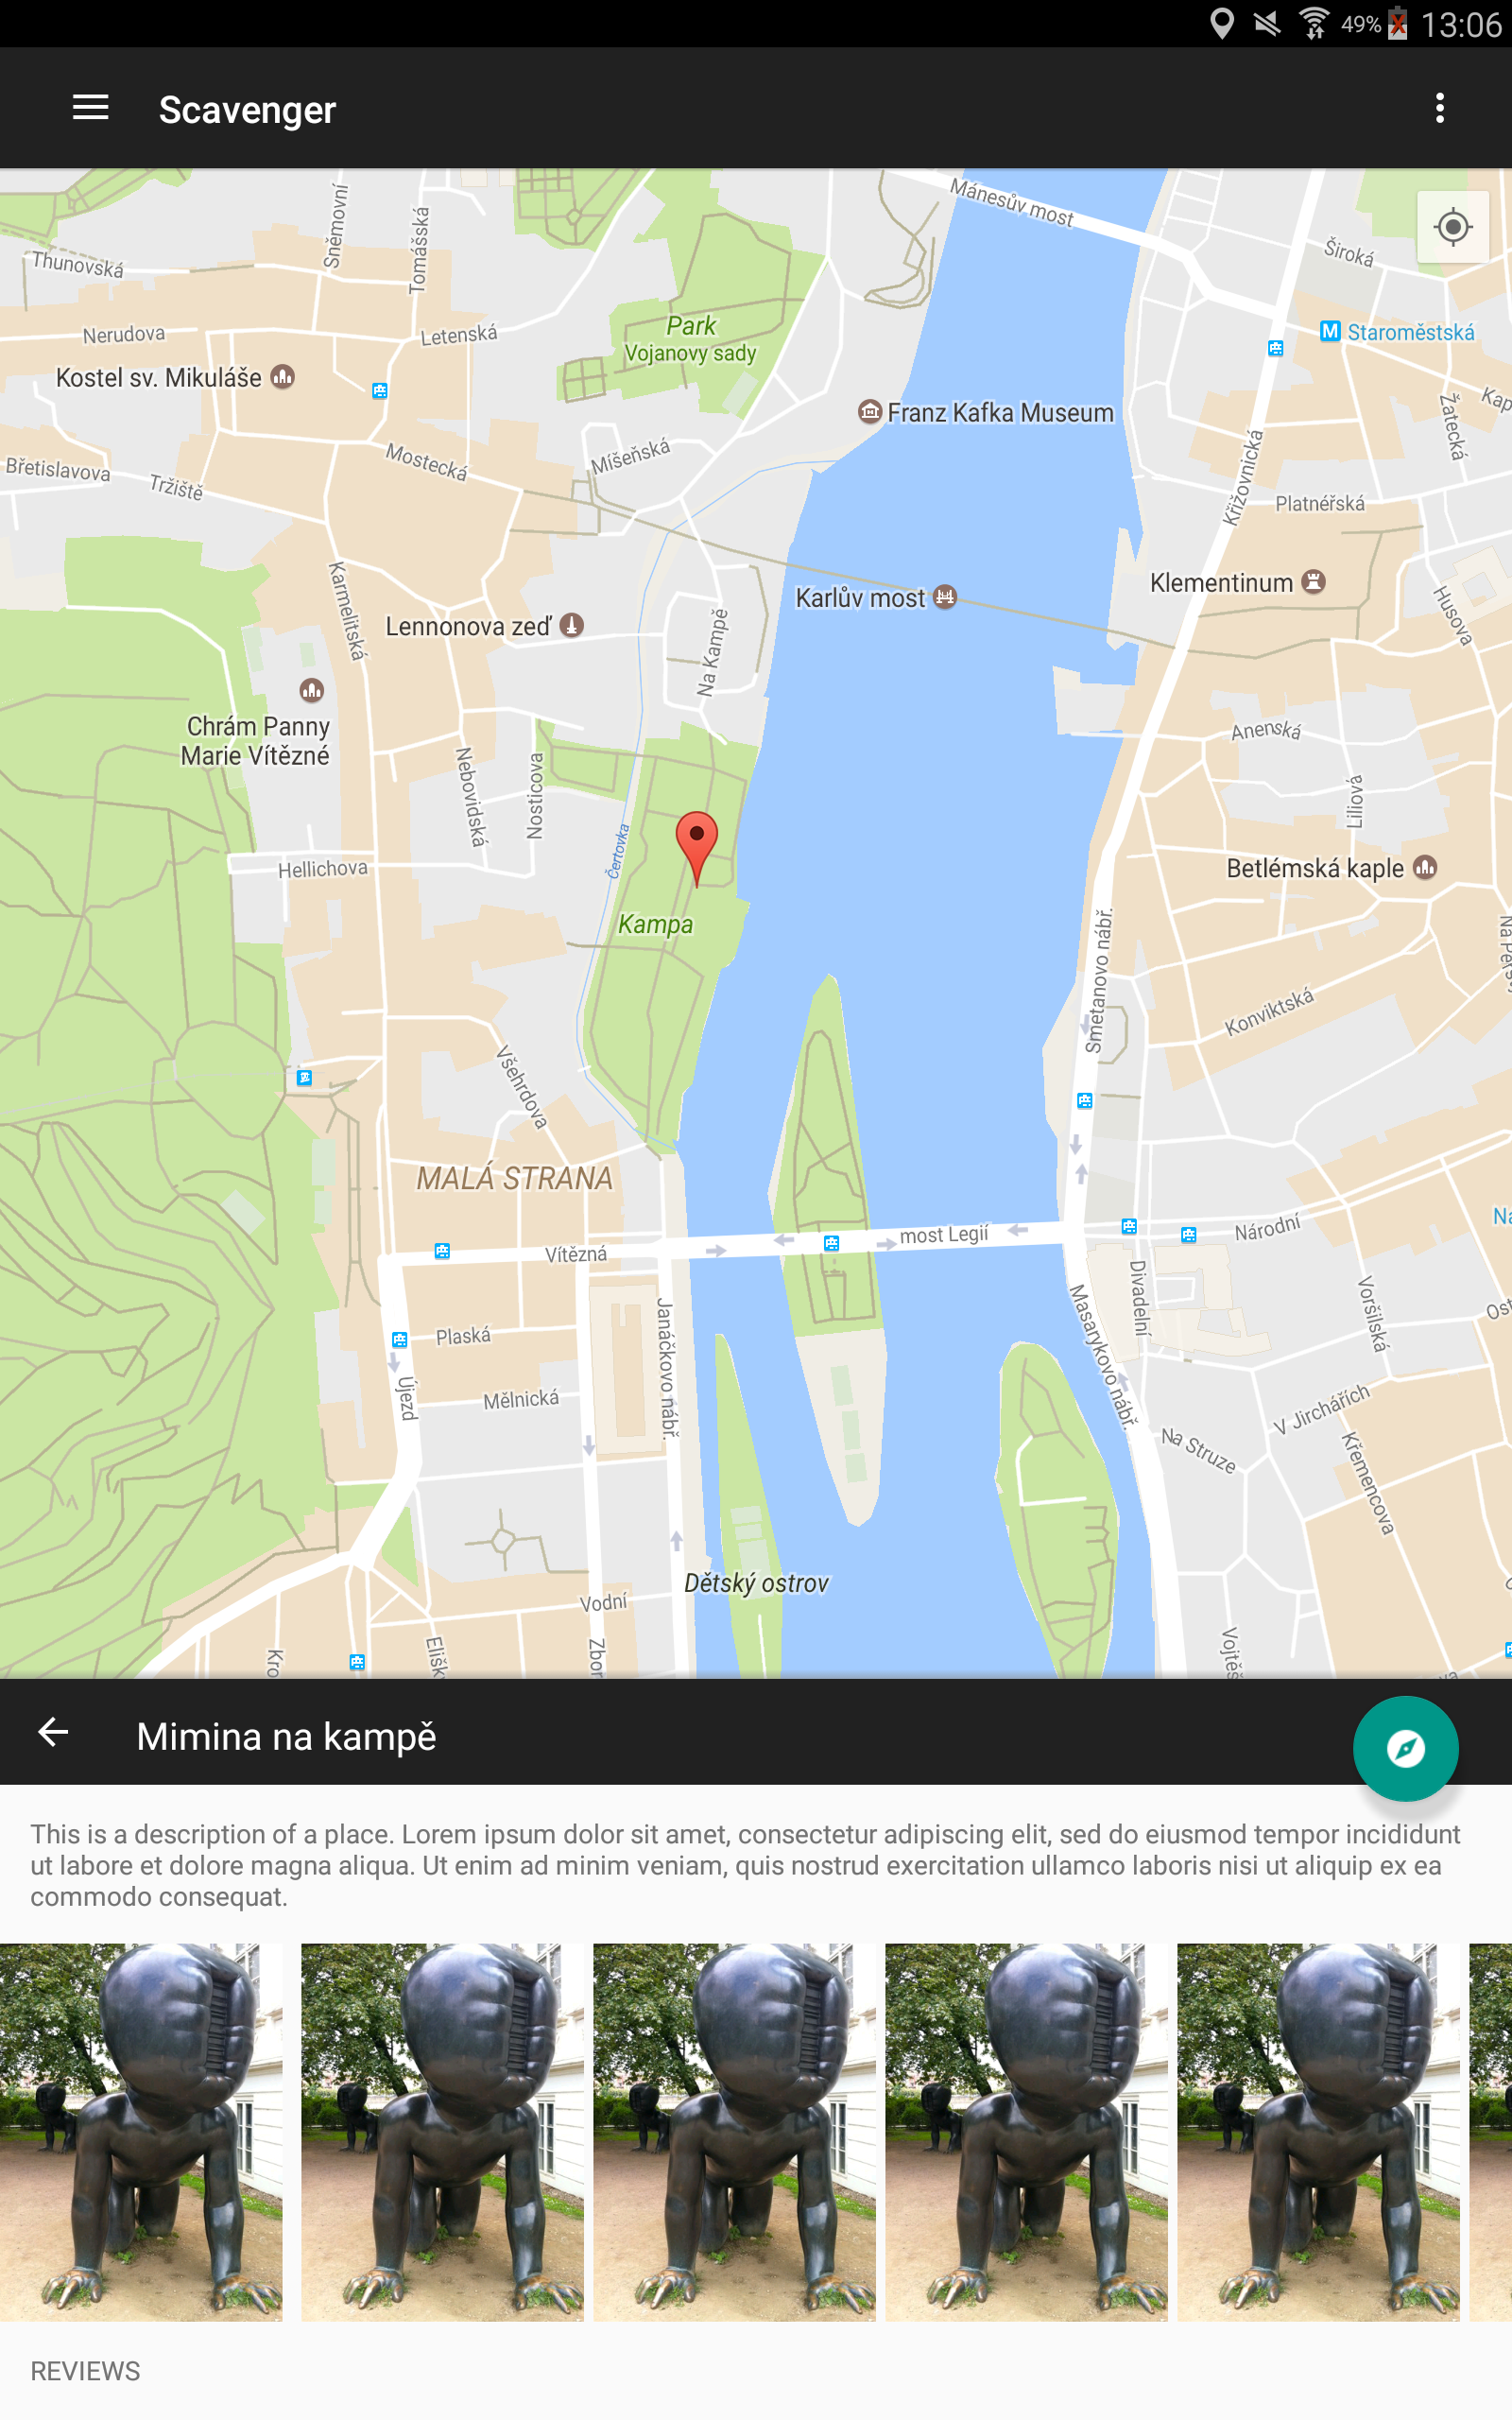 49% 13:06
Scavenger
Mánesův most
Sněmovní
Tomášská
Široká
Thunovská
Park
Vojanovy sady
Nerudova
Letenská
M Staroměstská
Kostel sv. Mikuláše
Žatecká
Kap
Franz Kafka Museum
Křižovnická
Břetislavova
Tržiště
Mostecká
Míšeňská
Platnéřská
Karmelitská
Karlův most
Klementinum
Husova
Lennonova zeď
Na Kampě
Chrám Panny
Marie Vítězné
Anenská
Nebovidská
Nosticova
Liliová
Čertovka
Hellichova
Betlémská kaple
Kampa
Smetanovo nábř.
Konviktská
Všehrdova
MALÁ STRANA
Vítězná
most Legií
Národní
Divadelní
Masarykovo nábř.
Voršilská
Ost
Plaská
Janáčkovo nábř.
Újezd
Mělnická
V Jirchářích
Na Struze
Křemencova
Dětský ostrov
Vodní
Kro
Elišk
Zbor
Vojtěš
Mimina na kampě
This is a description of a place. Lorem ipsum dolor sit amet, consectetur adipiscing elit, sed do eiusmod tempor incididunt
ut labore et dolore magna aliqua. Ut enim ad minim veniam, quis nostrud exercitation ullamco laboris nisi ut aliquip ex ea
commodo consequat.
REVIEWS